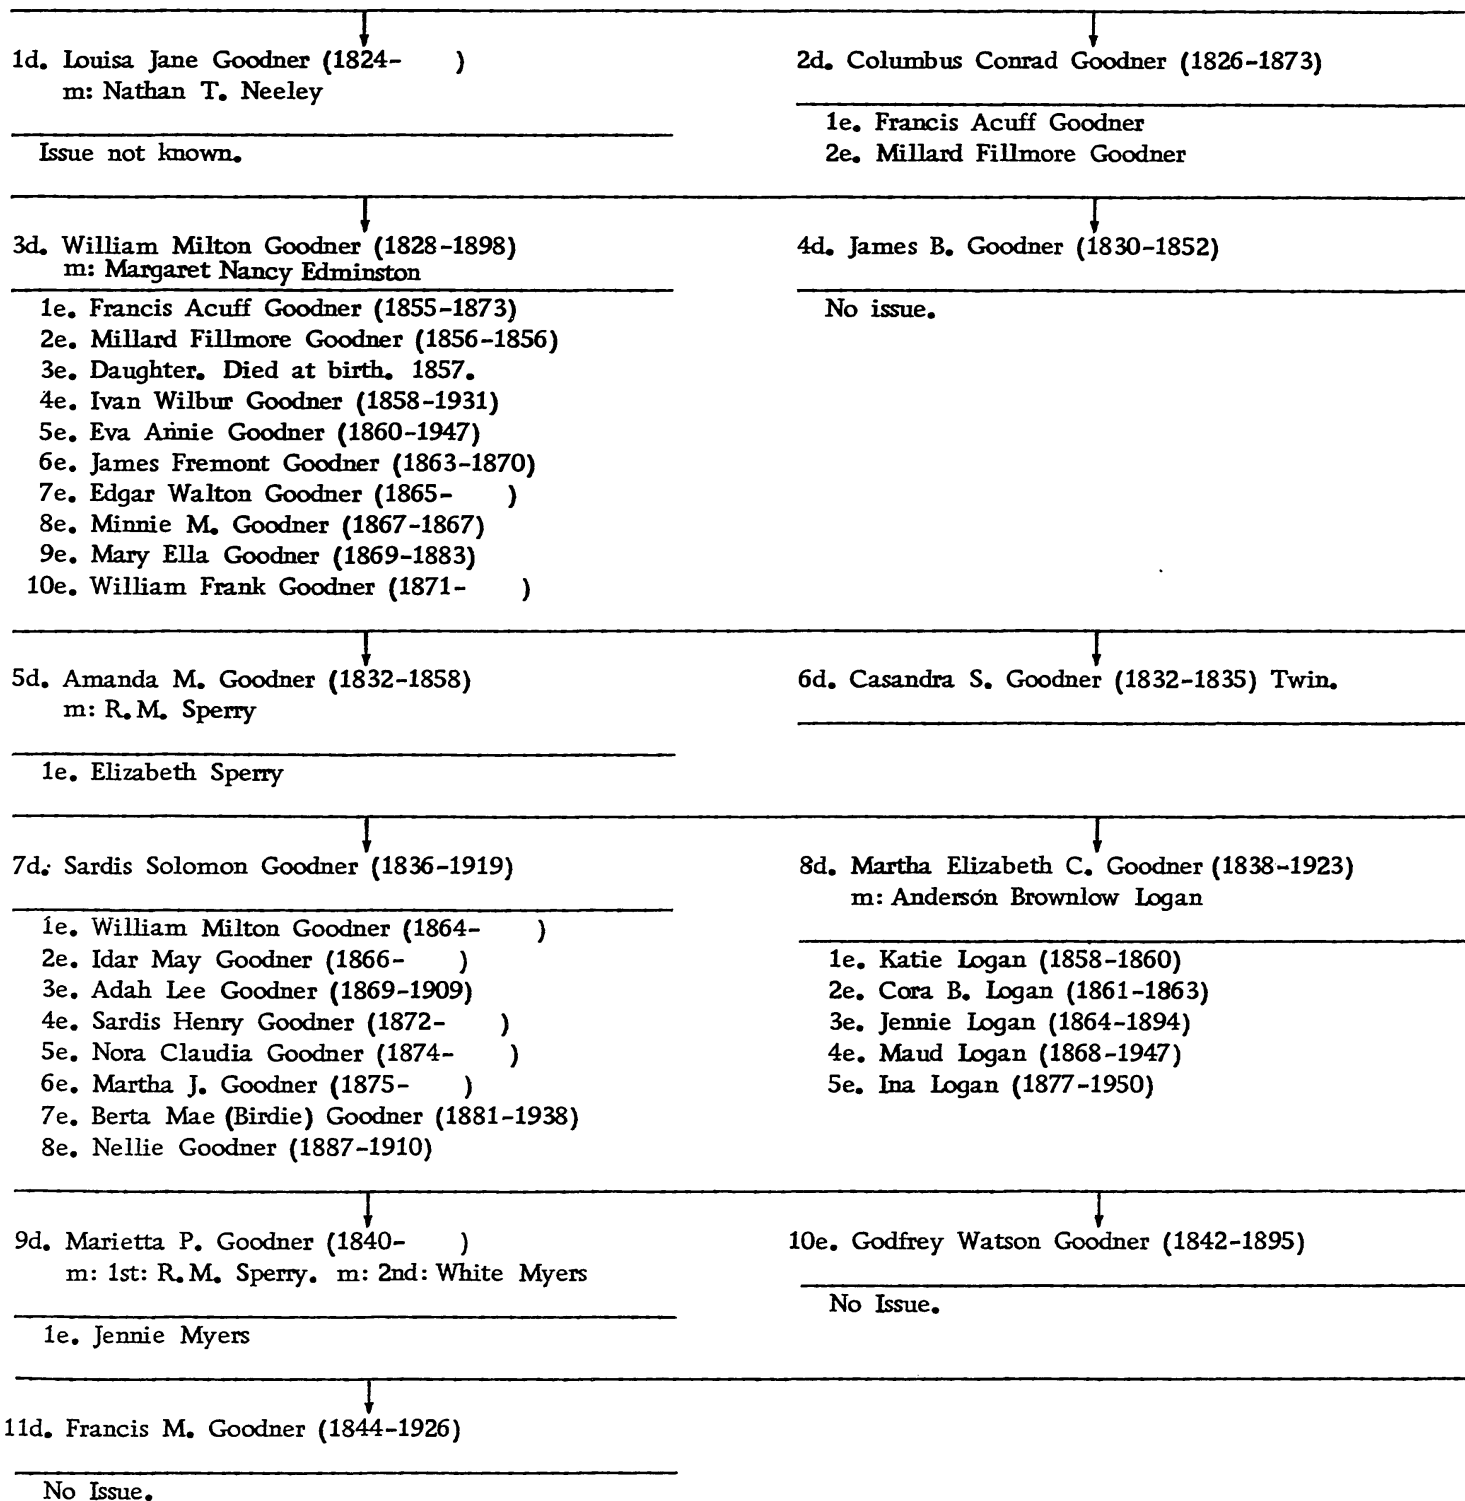 1d. Louisa Jane Goodner (1824- )
m: Nathan T. Neeley
Issue not known.
2d. Columbus Conrad Goodner (1826-1873)
1e. Francis Acuff Goodner
2e. Millard Fillmore Goodner
3d. William Milton Goodner (1828-1898)
m: Margaret Nancy Edminston
1e. Francis Acuff Goodner (1855-1873)
2e. Millard Fillmore Goodner (1856-1856)
3e. Daughter. Died at birth. 1857.
4e. Ivan Wilbur Goodner (1858-1931)
5e. Eva Annie Goodner (1860-1947)
6e. James Fremont Goodner (1863-1870)
7e. Edgar Walton Goodner (1865- )
8e. Minnie M. Goodner (1867-1867)
9e. Mary Ella Goodner (1869-1883)
10e. William Frank Goodner (1871- )
4d. James B. Goodner (1830-1852)
No issue.
5d. Amanda M. Goodner (1832-1858)
m: R.M. Sperry
1e. Elizabeth Sperry
6d. Casandra S. Goodner (1832-1835) Twin.
7d. Sardis Solomon Goodner (1836-1919)
1e. William Milton Goodner (1864- )
2e. Idar May Goodner (1866- )
3e. Adah Lee Goodner (1869-1909)
4e. Sardis Henry Goodner (1872- )
5e. Nora Claudia Goodner (1874- )
6e. Martha J. Goodner (1875- )
7e. Berta Mae (Birdie) Goodner (1881-1938)
8e. Nellie Goodner (1887-1910)
8d. Martha Elizabeth C. Goodner (1838-1923)
m: Anderson Brownlow Logan
1e. Katie Logan (1858-1860)
2e. Cora B. Logan (1861-1863)
3e. Jennie Logan (1864-1894)
4e. Maud Logan (1868-1947)
5e. Ina Logan (1877-1950)
9d. Marietta P. Goodner (1840- )
m: 1st: R.M. Sperry. m: 2nd: White Myers
1e. Jennie Myers
10e. Godfrey Watson Goodner (1842-1895)
No Issue.
11d. Francis M. Goodner (1844-1926)
No Issue.